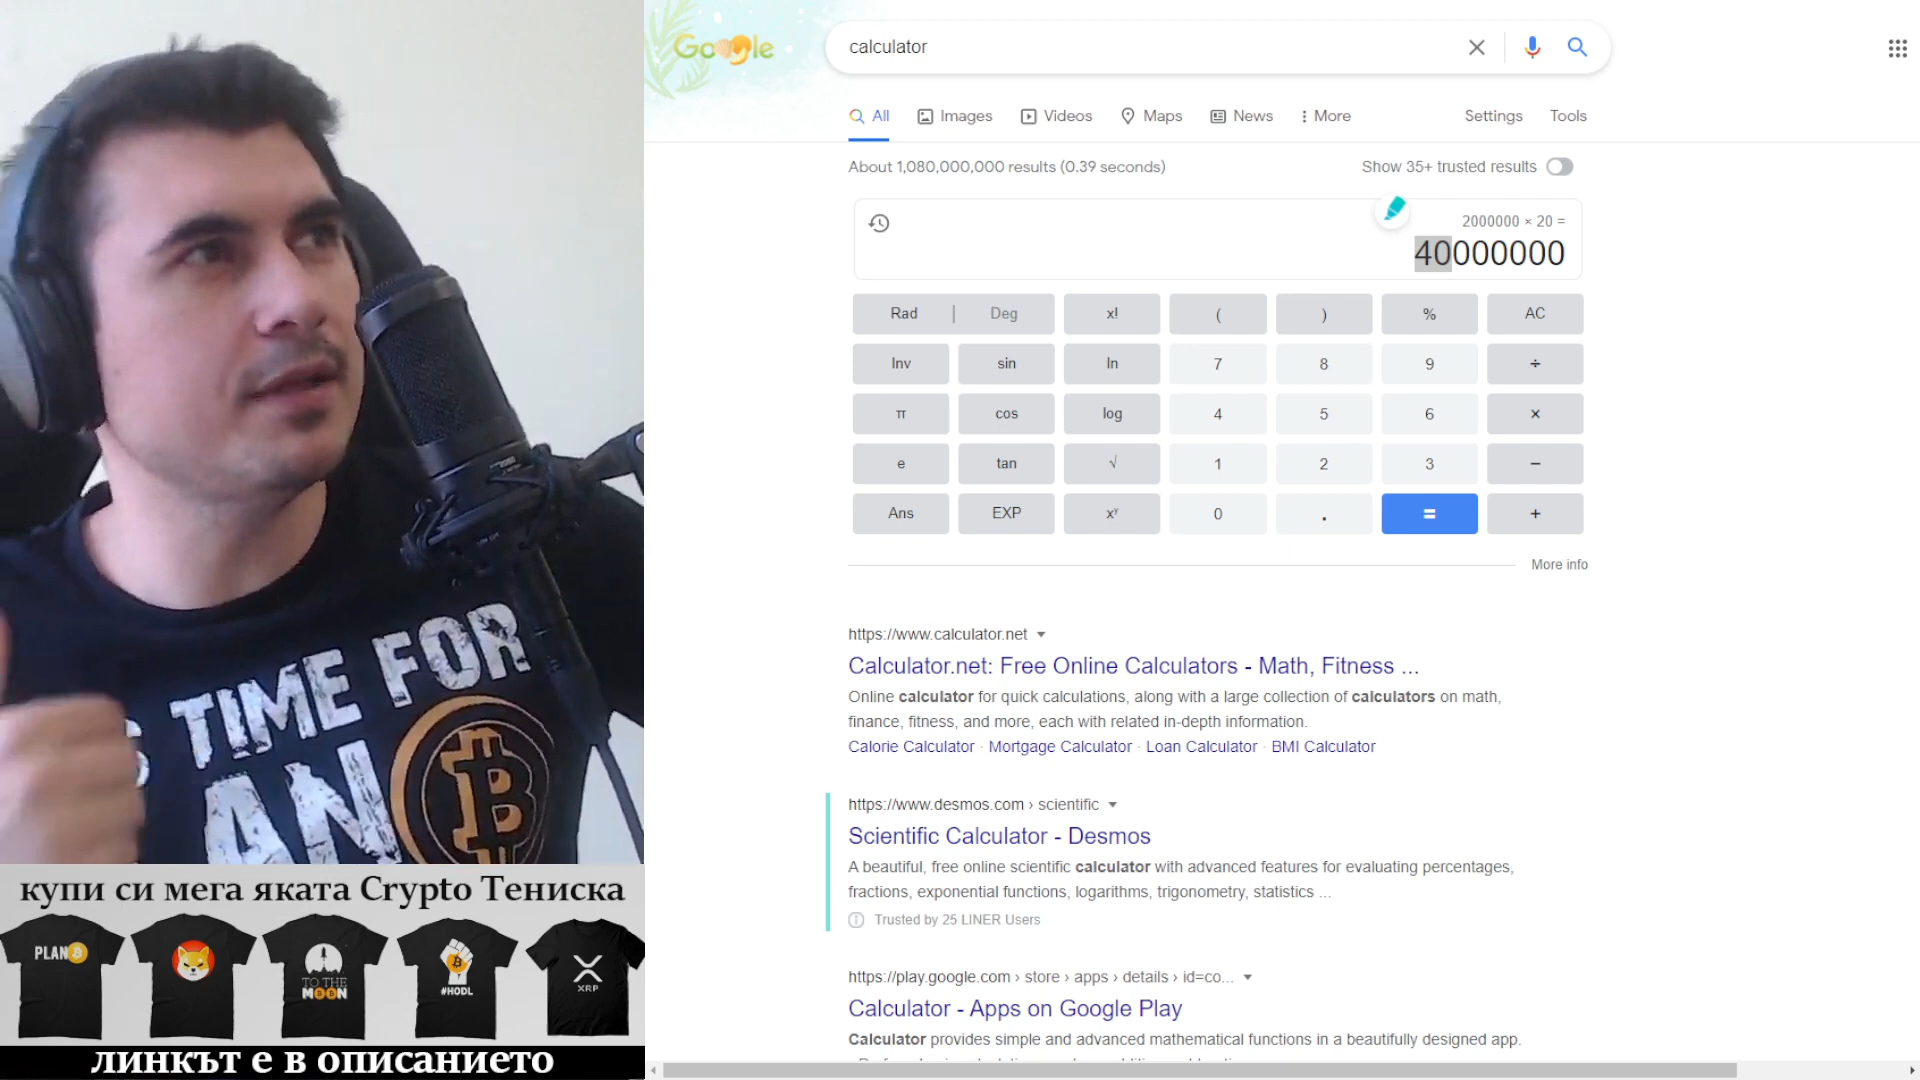 Google
calculator
All
Images
Videos
Maps
News
More
Settings
Tools
About 1,080,000,000 results (0.39 seconds)
Show 35+ trusted results
2000000 × 20 =
40000000
Rad | Deg x! ( ) % AC
Inv sin ln 7 8 9 ÷
π cos log 4 5 6 ×
e tan √ 1 2 3 −
Ans EXP xʸ 0 . = +
More info
https://www.calculator.net
Calculator.net: Free Online Calculators - Math, Fitness ...
Online calculator for quick calculations, along with a large collection of calculators on math,
finance, fitness, and more, each with related in-depth information.
Calorie Calculator · Mortgage Calculator · Loan Calculator · BMI Calculator
https://www.desmos.com › scientific
Scientific Calculator - Desmos
A beautiful, free online scientific calculator with advanced features for evaluating percentages,
fractions, exponential functions, logarithms, trigonometry, statistics ...
Trusted by 25 LINER Users
https://play.google.com › store › apps › details › id=co...
Calculator - Apps on Google Play
Calculator provides simple and advanced mathematical functions in a beautifully designed app.
S TIME FOR
AN
купи си мега яката Crypto Тениска
PLAN
TO THE
MOON
#HODL
XRP
линкът е в описанието